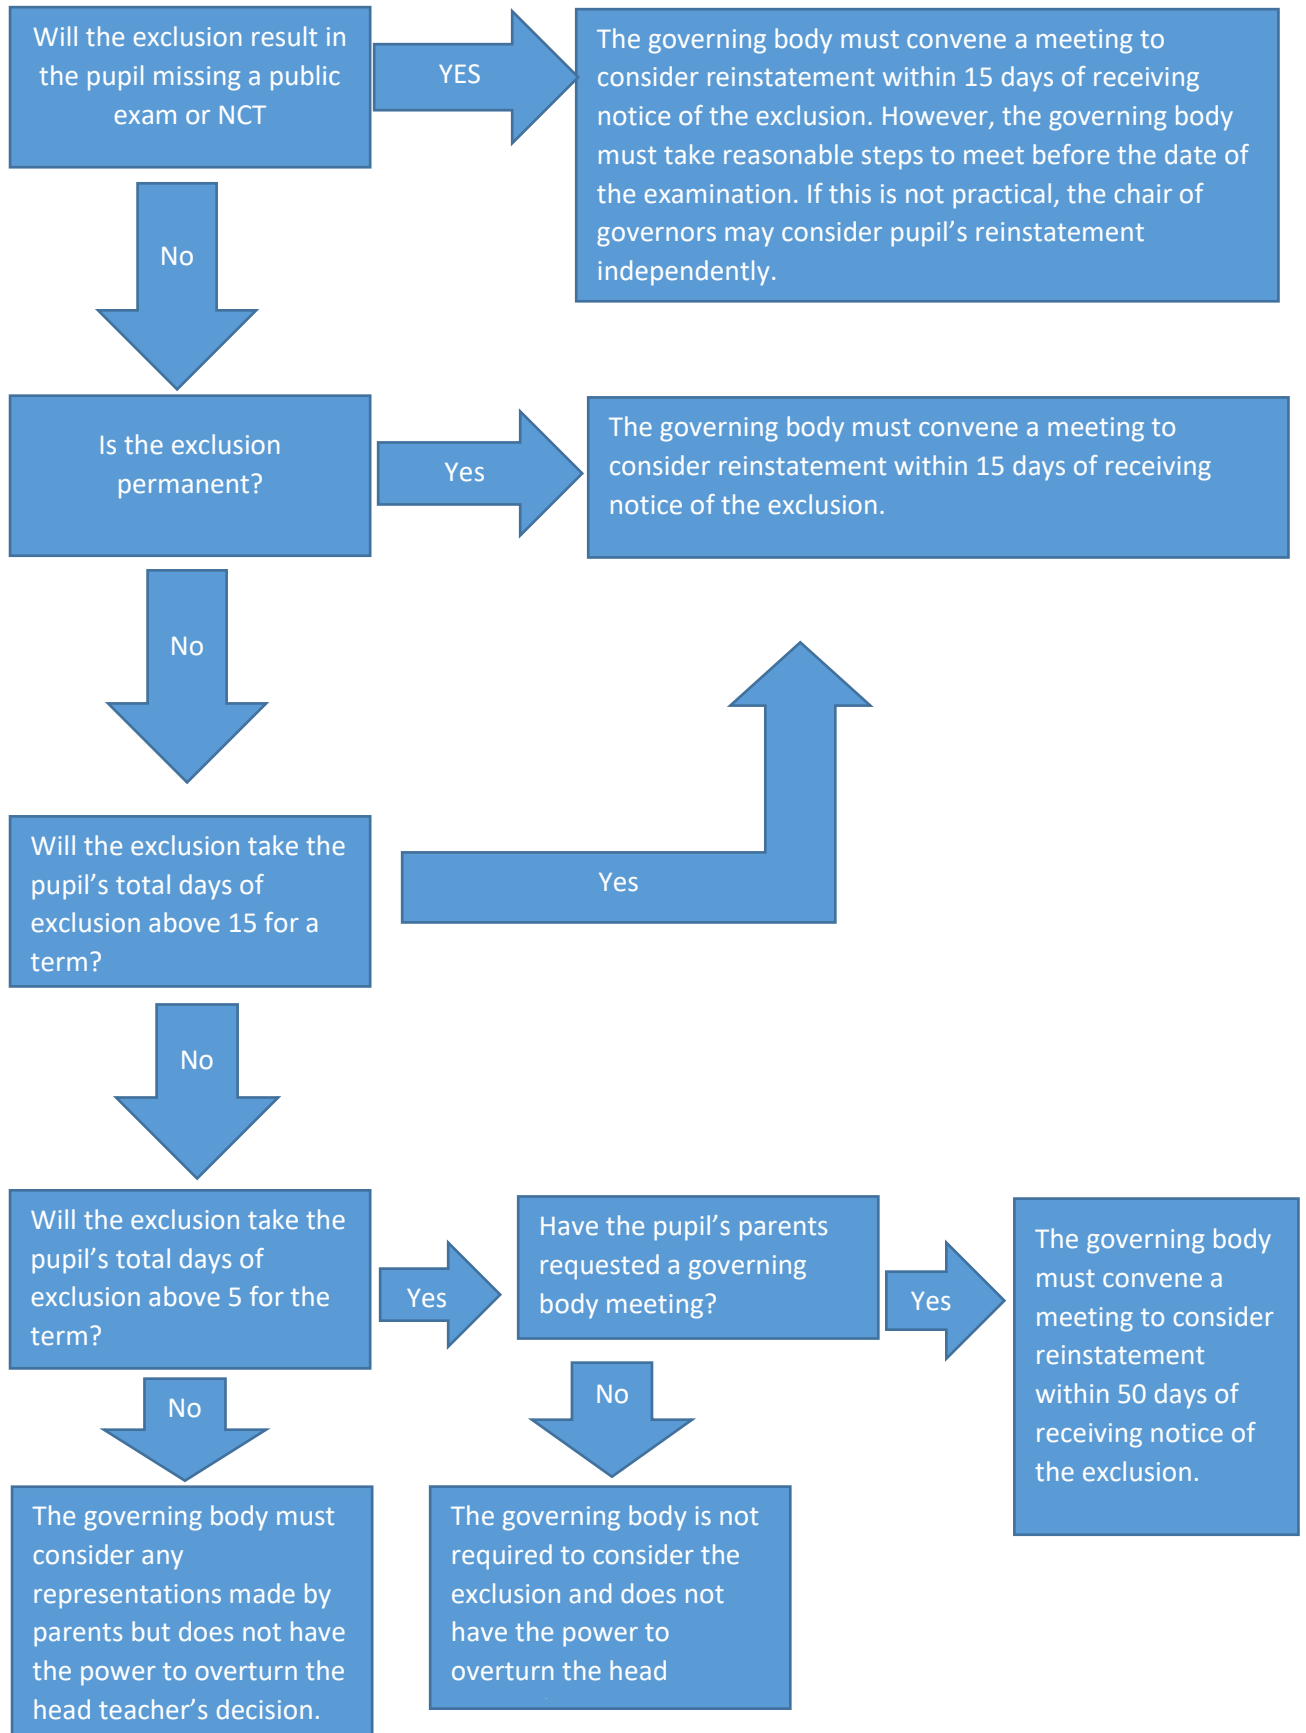 Will the exclusion result in
the pupil missing a public
exam or NCT
YES
The governing body must convene a meeting to
consider reinstatement within 15 days of receiving
notice of the exclusion. However, the governing body
must take reasonable steps to meet before the date of
the examination. If this is not practical, the chair of
governors may consider pupil’s reinstatement
independently.
No
Is the exclusion
permanent?
Yes
The governing body must convene a meeting to
consider reinstatement within 15 days of receiving
notice of the exclusion.
No
Will the exclusion take the
pupil’s total days of
exclusion above 15 for a
term?
Yes
No
Will the exclusion take the
pupil’s total days of
exclusion above 5 for the
term?
Yes
Have the pupil’s parents
requested a governing
body meeting?
Yes
The governing body
must convene a
meeting to consider
reinstatement
within 50 days of
receiving notice of
the exclusion.
No
No
The governing body must
consider any
representations made by
parents but does not have
the power to overturn the
head teacher’s decision.
The governing body is not
required to consider the
exclusion and does not
have the power to
overturn the head